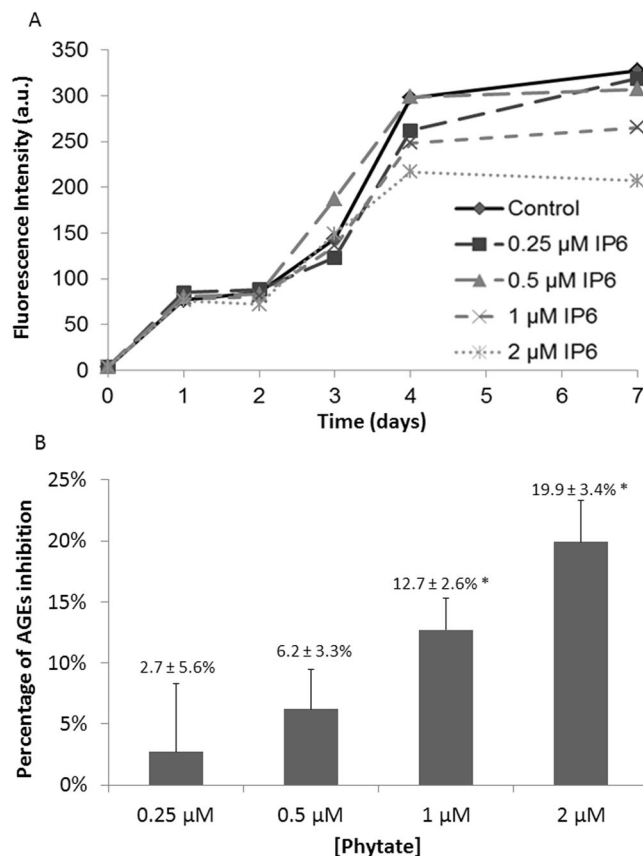 A
Fluorescence Intensity (a.u.)
350
300
250
200
150
100
50
0
0 1 2 3 4 5 6 7
Time (days)
Control
0.25 µM IP6
0.5 µM IP6
1 µM IP6
2 µM IP6
B
Percentage of AGEs inhibition
25%
20%
15%
10%
5%
0%
2.7 ± 5.6%
6.2 ± 3.3%
12.7 ± 2.6% *
19.9 ± 3.4% *
0.25 µM 0.5 µM 1 µM 2 µM
[Phytate]